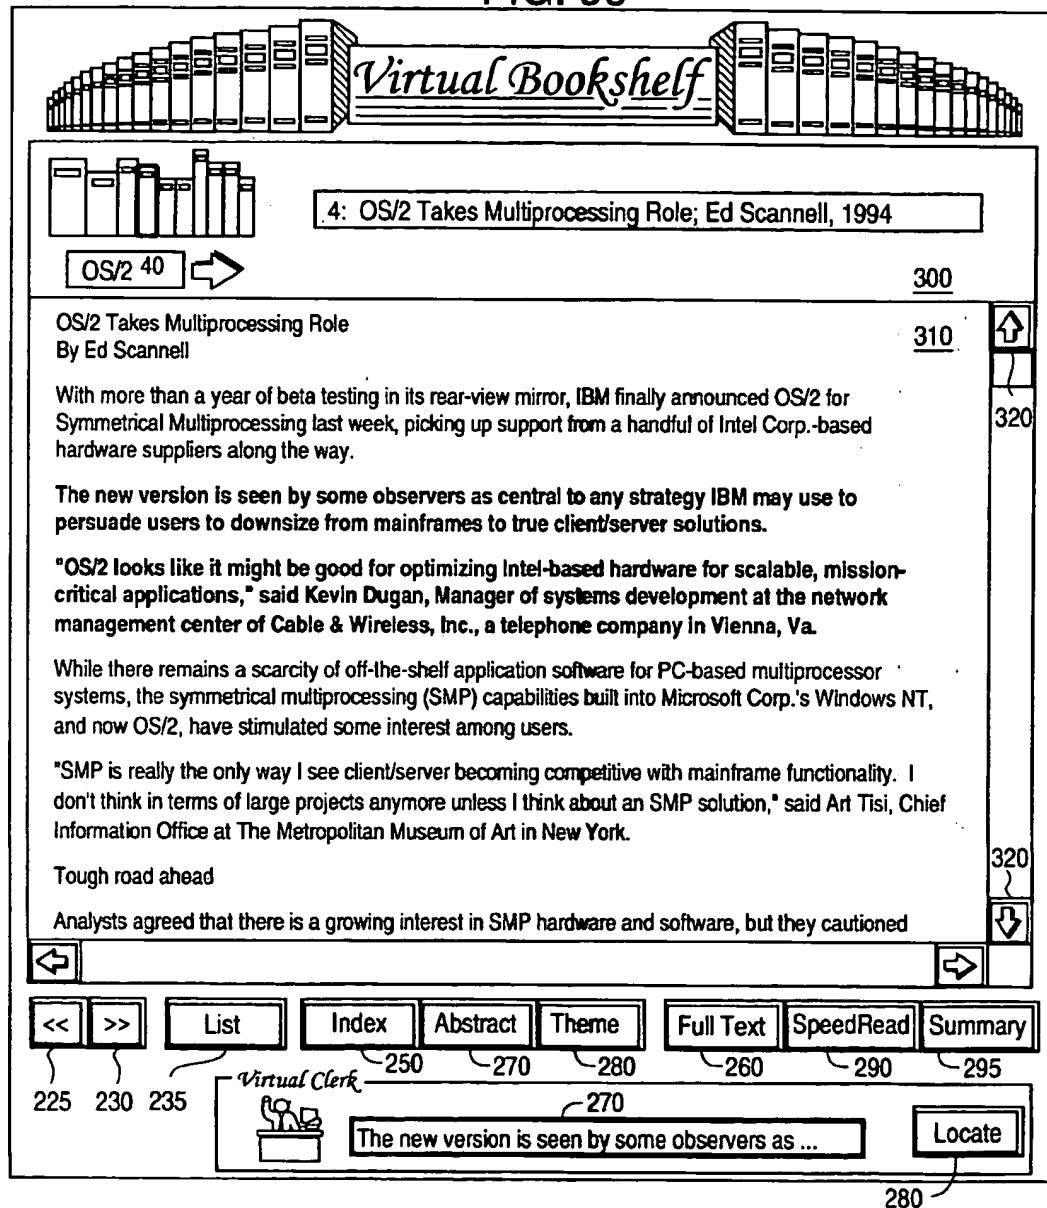 Virtual Bookshelf
4: OS/2 Takes Multiprocessing Role; Ed Scannell, 1994
OS/2 40
300
OS/2 Takes Multiprocessing Role
310
By Ed Scannell
With more than a year of beta testing in its rear-view mirror, IBM finally announced OS/2 for
Symmetrical Multiprocessing last week, picking up support from a handful of Intel Corp.-based
320
hardware suppliers along the way.
The new version is seen by some observers as central to any strategy IBM may use to
persuade users to downsize from mainframes to true client/server solutions.
"OS/2 looks like it might be good for optimizing Intel-based hardware for scalable, mission-
critical applications," said Kevin Dugan, Manager of systems development at the network
management center of Cable & Wireless, Inc., a telephone company in Vienna, Va.
While there remains a scarcity of off-the-shelf application software for PC-based multiprocessor
systems, the symmetrical multiprocessing (SMP) capabilities built into Microsoft Corp.'s Windows NT,
and now OS/2, have stimulated some interest among users.
"SMP is really the only way I see client/server becoming competitive with mainframe functionality. I
don't think in terms of large projects anymore unless I think about an SMP solution," said Art Tisi, Chief
Information Office at The Metropolitan Museum of Art in New York.
320
Tough road ahead
Analysts agreed that there is a growing interest in SMP hardware and software, but they cautioned
<< >> List Index Abstract Theme Full Text SpeedRead Summary
250 270 280 260 290 295
225 230 235
Virtual Clerk
270
The new version is seen by some observers as ...
Locate
280